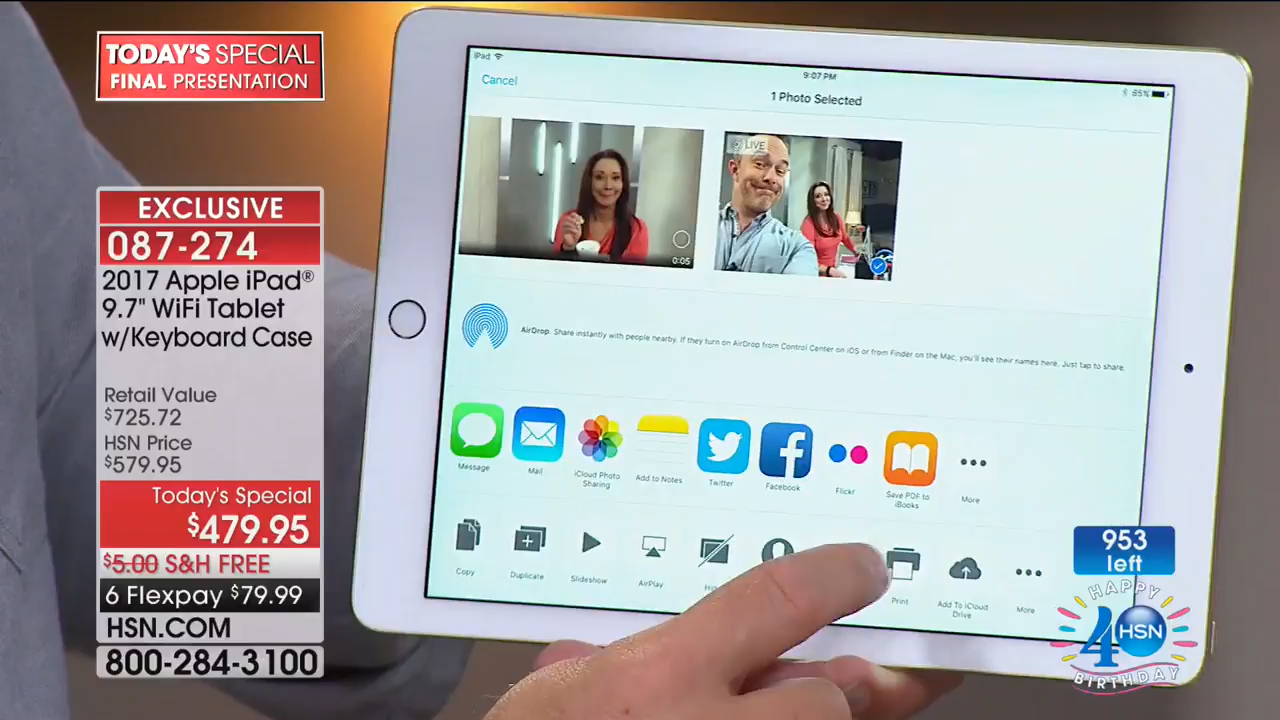 TODAY'S SPECIAL
FINAL PRESENTATION
EXCLUSIVE
087-274
2017 Apple iPad®
9.7" WiFi Tablet
w/Keyboard Case
Retail Value
$725.72
HSN Price
$579.95
Today's Special
$479.95
$5.00 S&H FREE
6 Flexpay $79.99
HSN.COM
800-284-3100
iPad
9:07 PM
85%
Cancel
1 Photo Selected
LIVE
0:05
AirDrop. Share instantly with people nearby. If they turn on AirDrop from Control Center on iOS or from Finder on the Mac, you'll see their names here. Just tap to share.
Message
Mail
iCloud Photo
Sharing
Add to Notes
Twitter
Facebook
Flickr
Save PDF to
iBooks
More
Copy
Duplicate
Slideshow
AirPlay
Print
Add To iCloud
Drive
More
953
left
HAPPY
40
HSN
BIRTHDAY